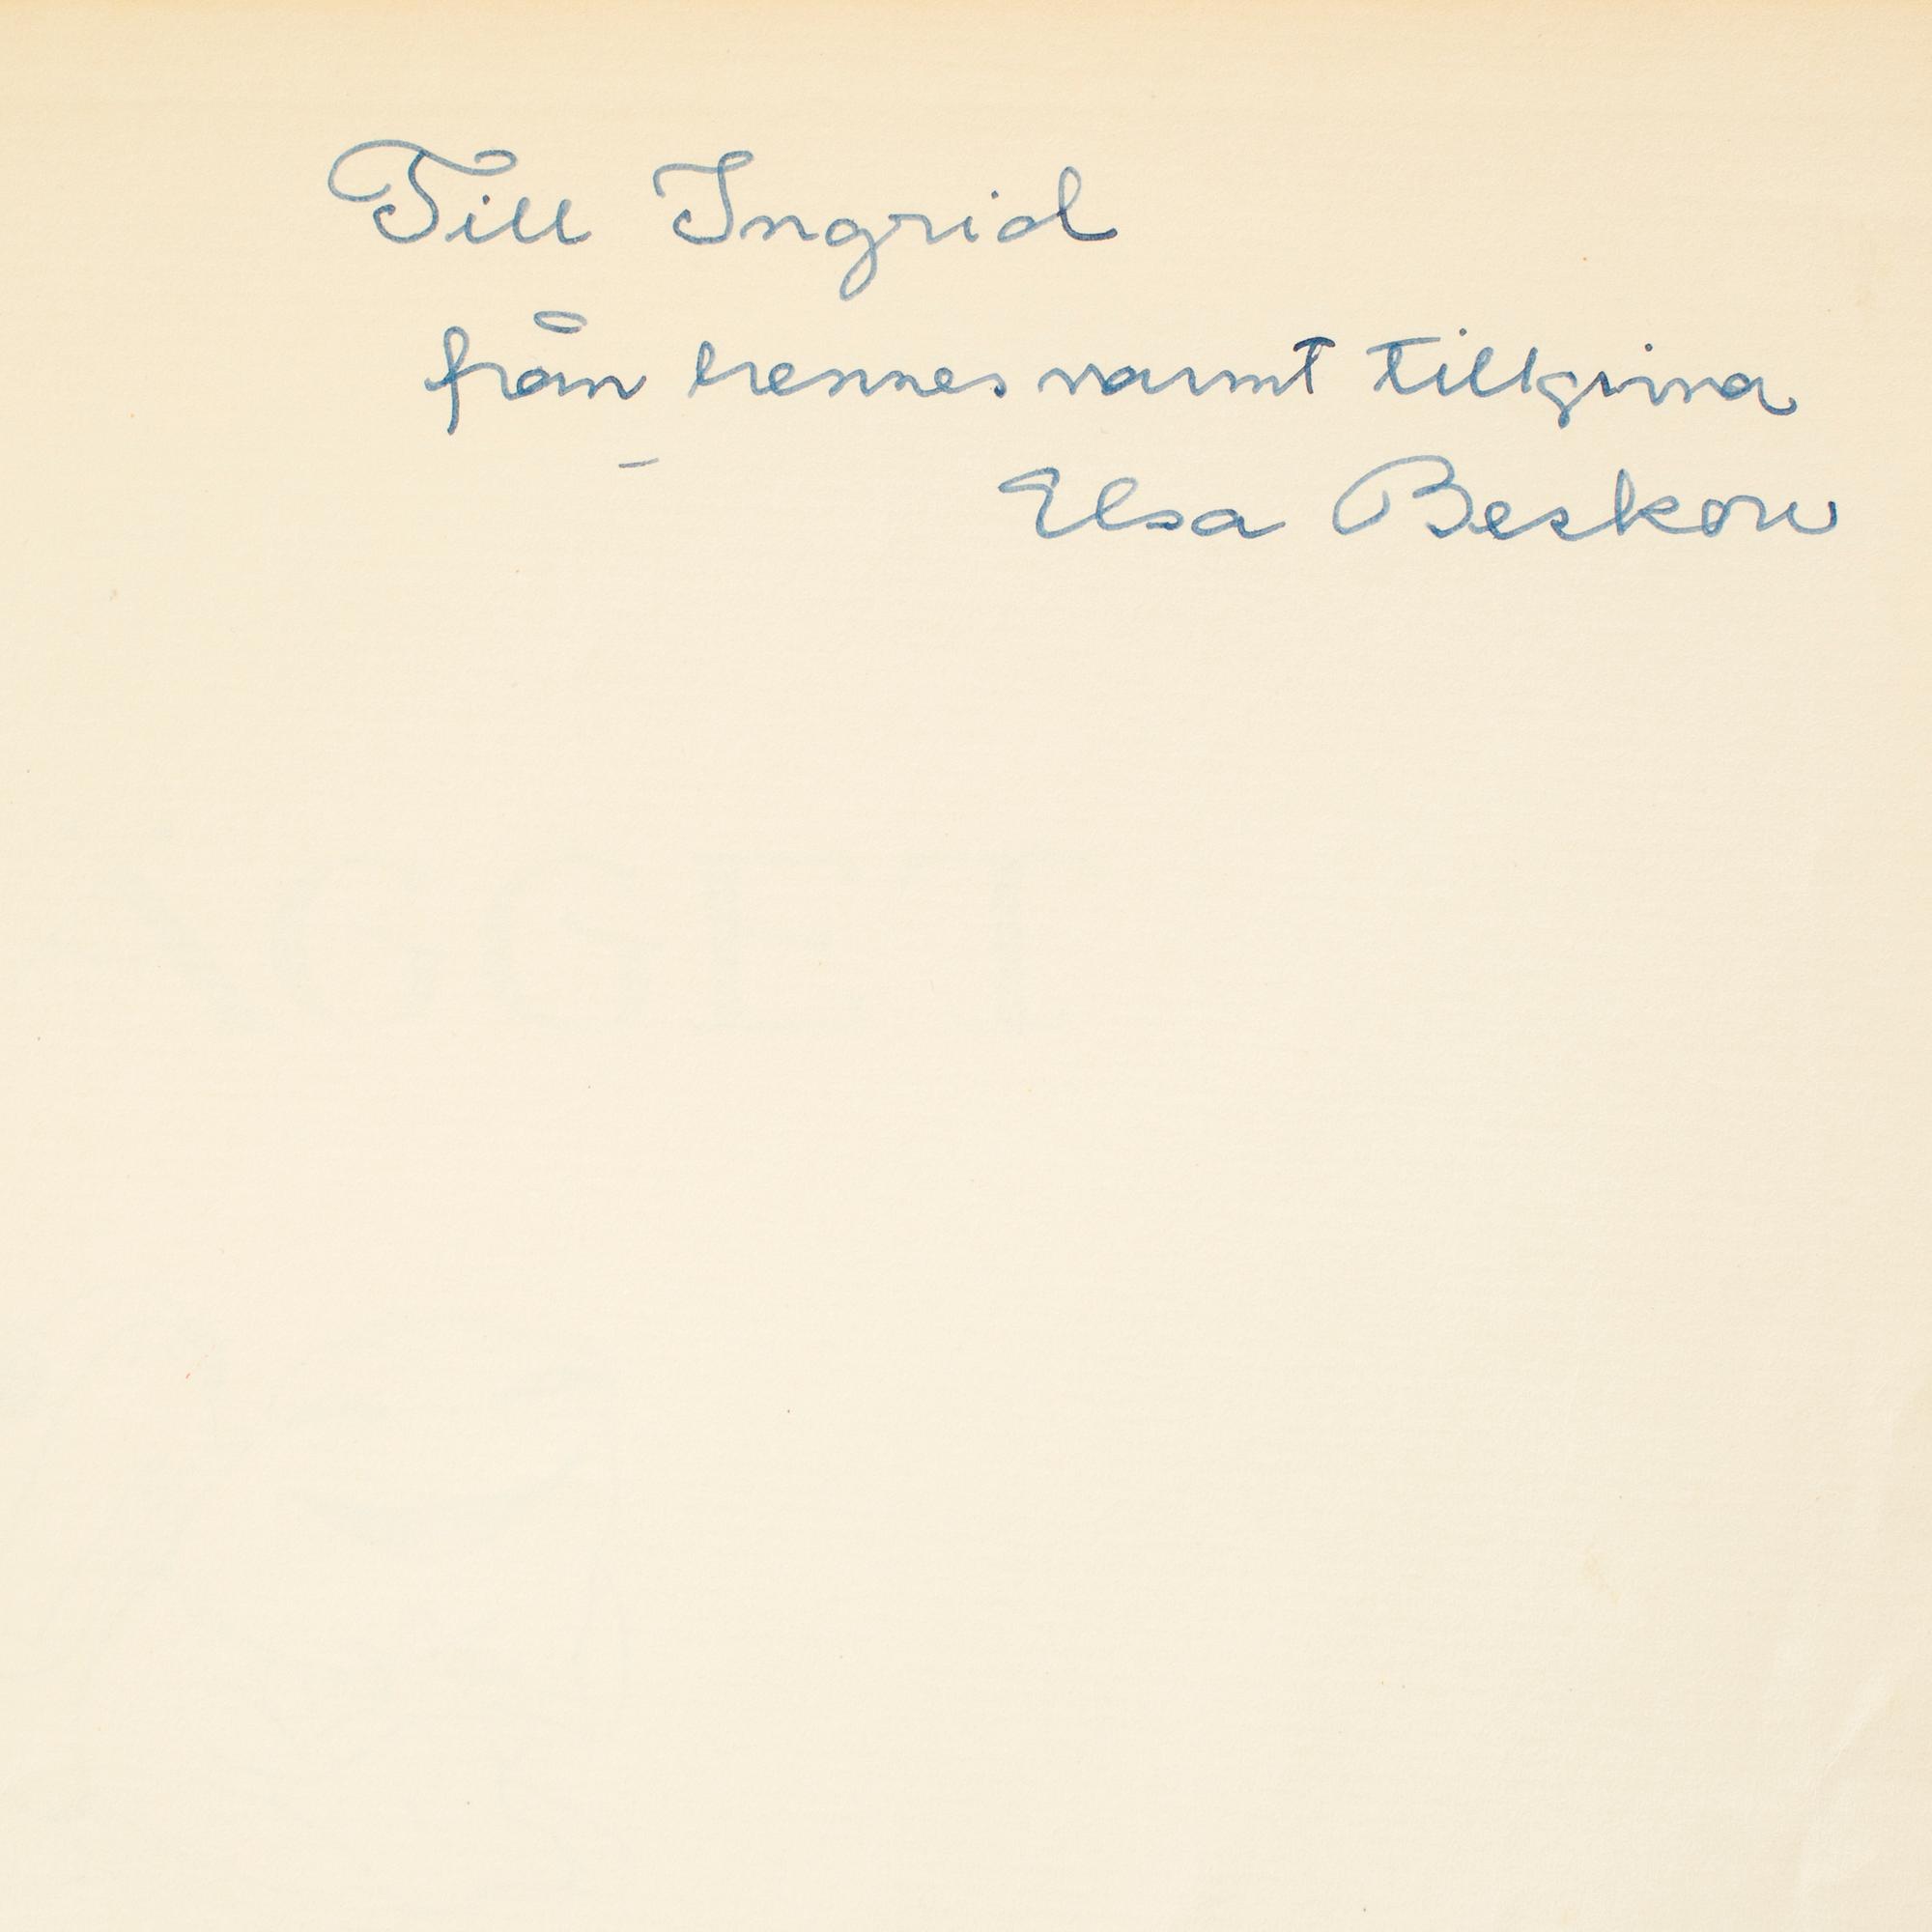 Till Ingrid
från hennes varmt tillgivna
Elsa Beskow